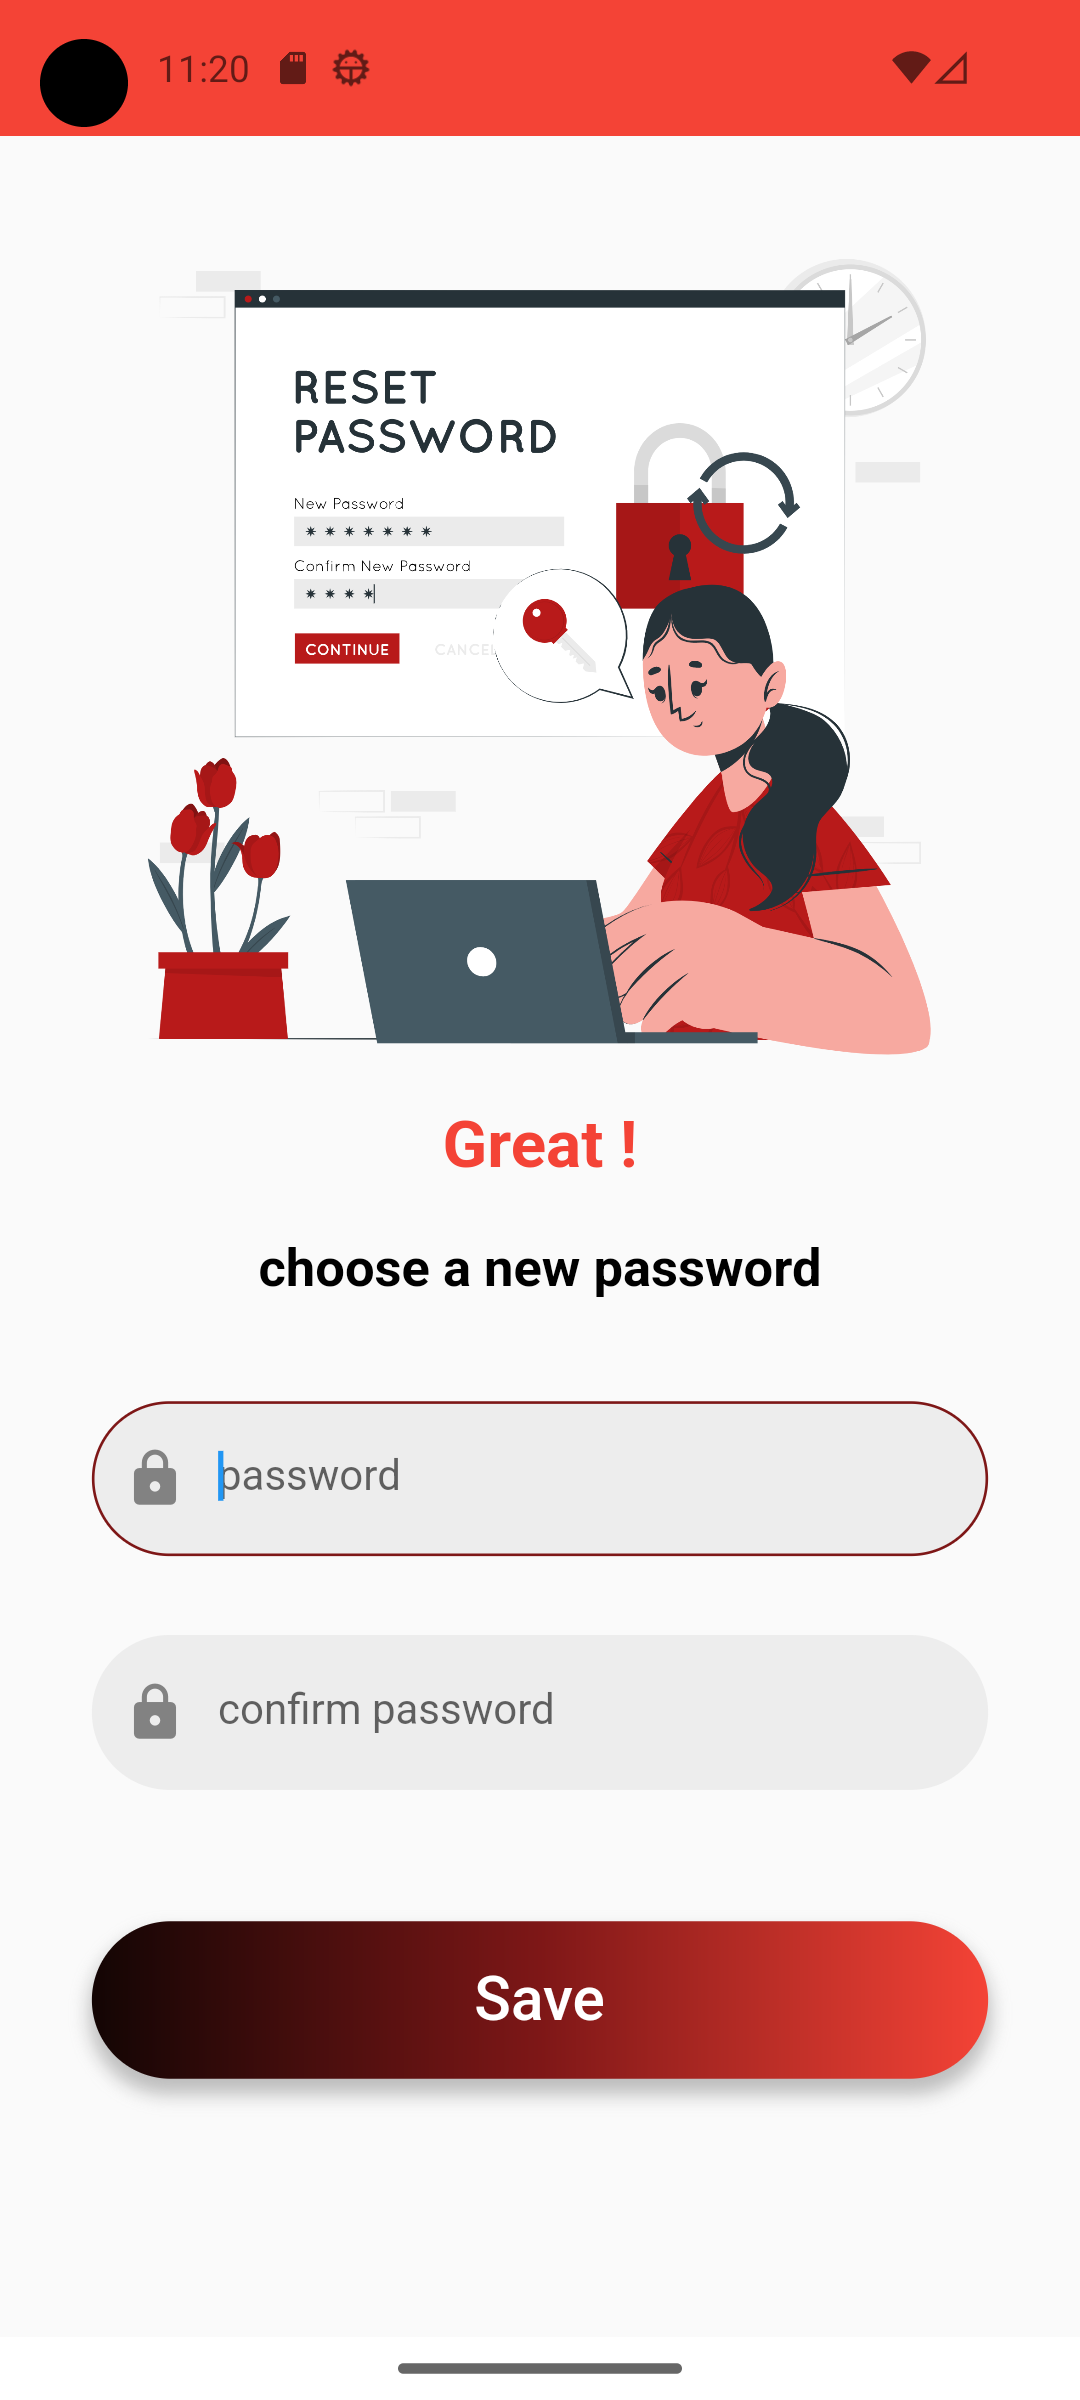 11:20
RESET
PASSWORD
New Password
*******
Confirm New Password
****
CONTINUE
CANCEL
Great !
choose a new password
password
confirm password
Save